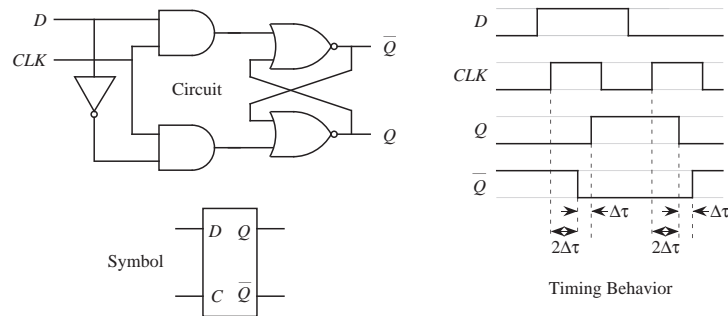 D
CLK
Circuit
Q̅
Q
Symbol
D Q
C Q̅
D
CLK
Q
Q̅
Δτ Δτ
2Δτ 2Δτ
Timing Behavior